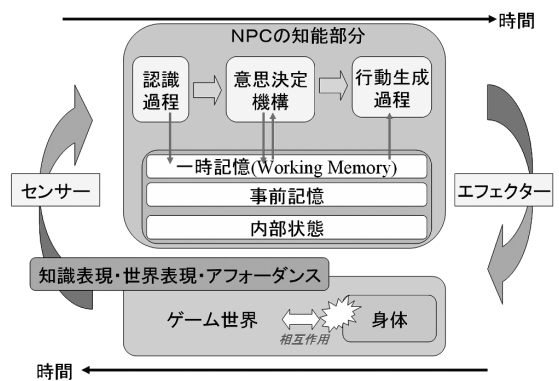 時間
NPCの知能部分
認識
過程
意思決定
機構
行動生成
過程
一時記憶(Working Memory)
事前記憶
内部状態
センサー
エフェクター
知識表現・世界表現・アフォーダンス
ゲーム世界
相互作用
身体
時間